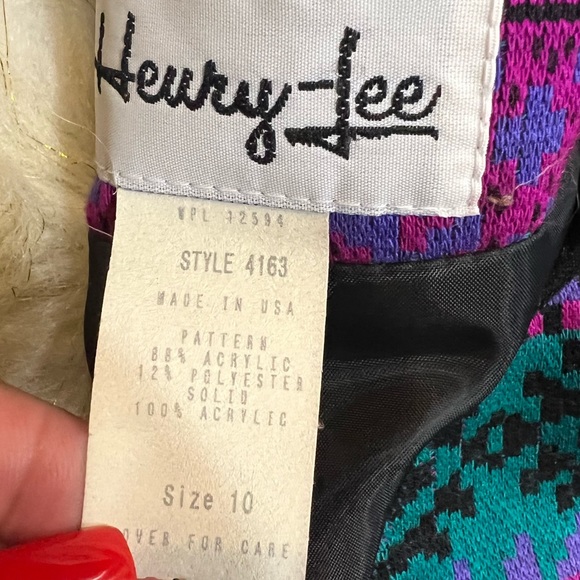 Henry-Lee
WPL 12594
STYLE 4163
MADE IN USA
PATTERN
88% ACRYLIC
12% POLYESTER
SOLID
100% ACRYLIC
Size 10
OVER FOR CARE